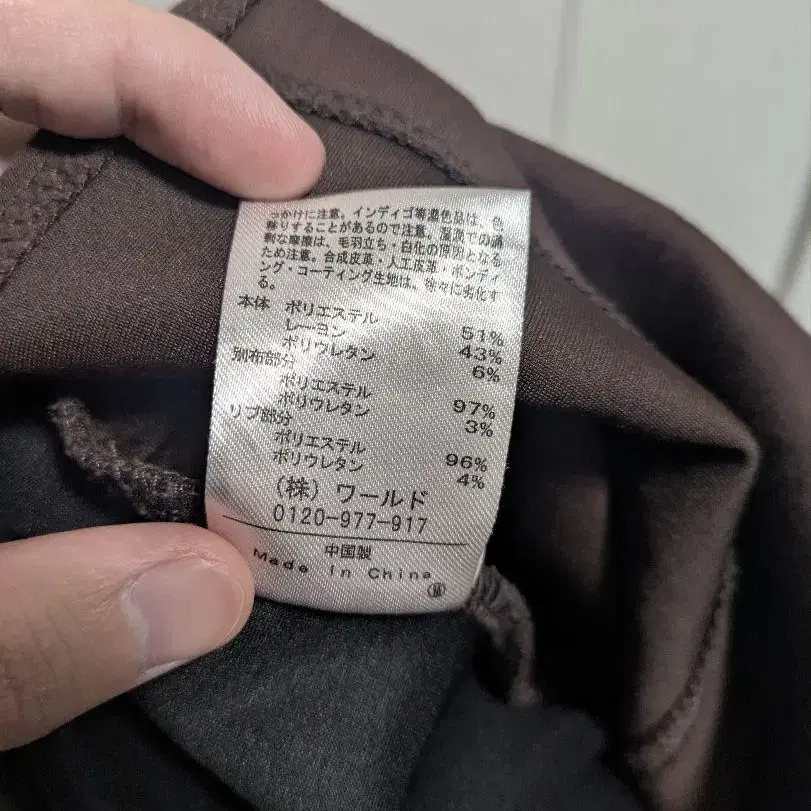 っかけに注意。インディゴ等濃色品は、色
移りすることがあるので注意。湿潤での過
剰な摩擦は、毛羽立ち・白化の原因となる
ため注意。合成皮革・人工皮革・ボンディ
ング・コーティング生地は、徐々に劣化す
る。
本体 ポリエステル 51%
レーヨン 43%
ポリウレタン 6%
別布部分
ポリエステル 97%
ポリウレタン 3%
リブ部分
ポリエステル 96%
ポリウレタン 4%
(株) ワールド
0120-977-917
中国製
Made in China